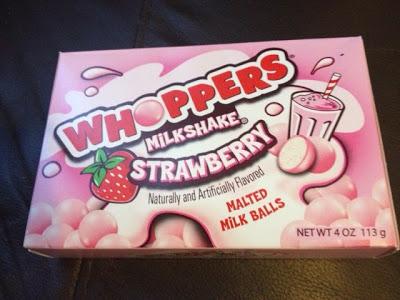 WHOPPERS
MiLKSHAKE®
STRAWBERRY
Naturally and Artificially Flavored
MALTED
MiLK BALLS
NET WT 4 OZ 113 g